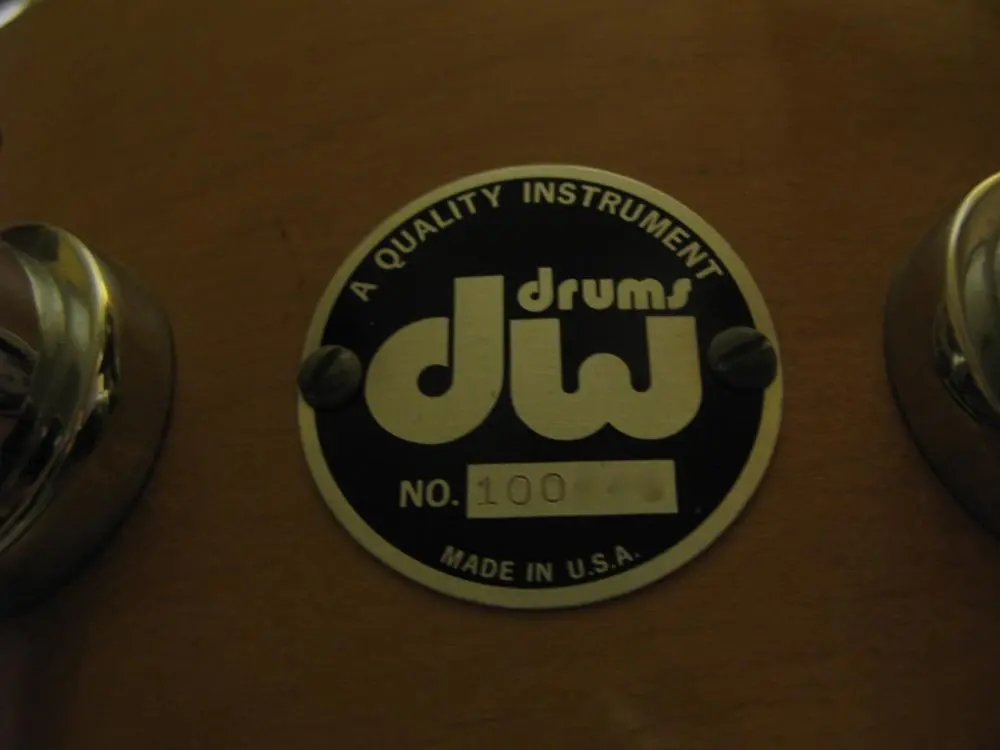 A QUALITY INSTRUMENT
drums
dw
NO. 100
MADE IN U.S.A.